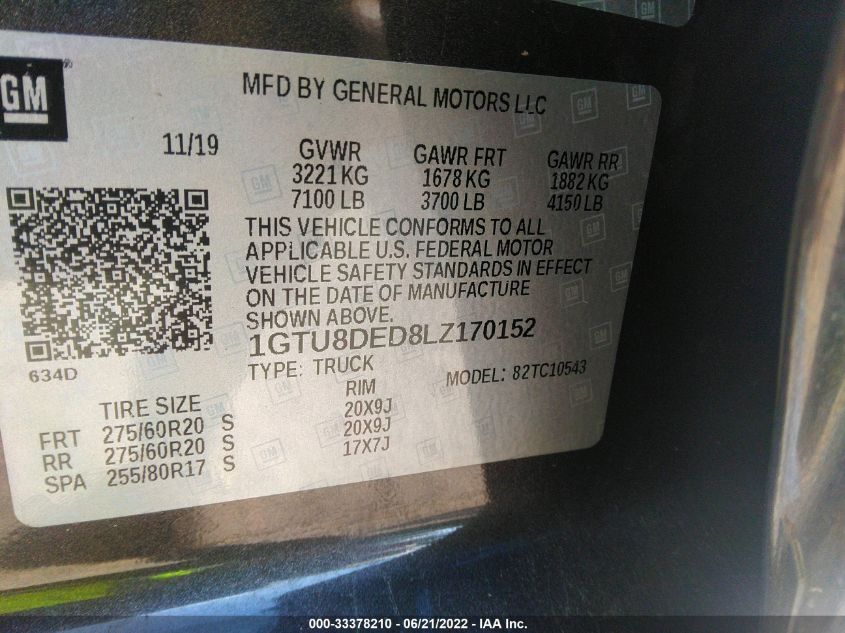 GM
MFD BY GENERAL MOTORS LLC
11/19
GVWR GAWR FRT GAWR RR
3221 KG 1678 KG 1882 KG
7100 LB 3700 LB 4150 LB
THIS VEHICLE CONFORMS TO ALL
APPLICABLE U.S. FEDERAL MOTOR
VEHICLE SAFETY STANDARDS IN EFFECT
ON THE DATE OF MANUFACTURE
SHOWN ABOVE.
1GTU8DED8LZ170152
TYPE: TRUCK MODEL: 82TC10543
634D
TIRE SIZE RIM
FRT 275/60R20 S 20X9J
RR 275/60R20 S 20X9J
SPA 255/80R17 S 17X7J
000-33378210 - 06/21/2022 - IAA Inc.